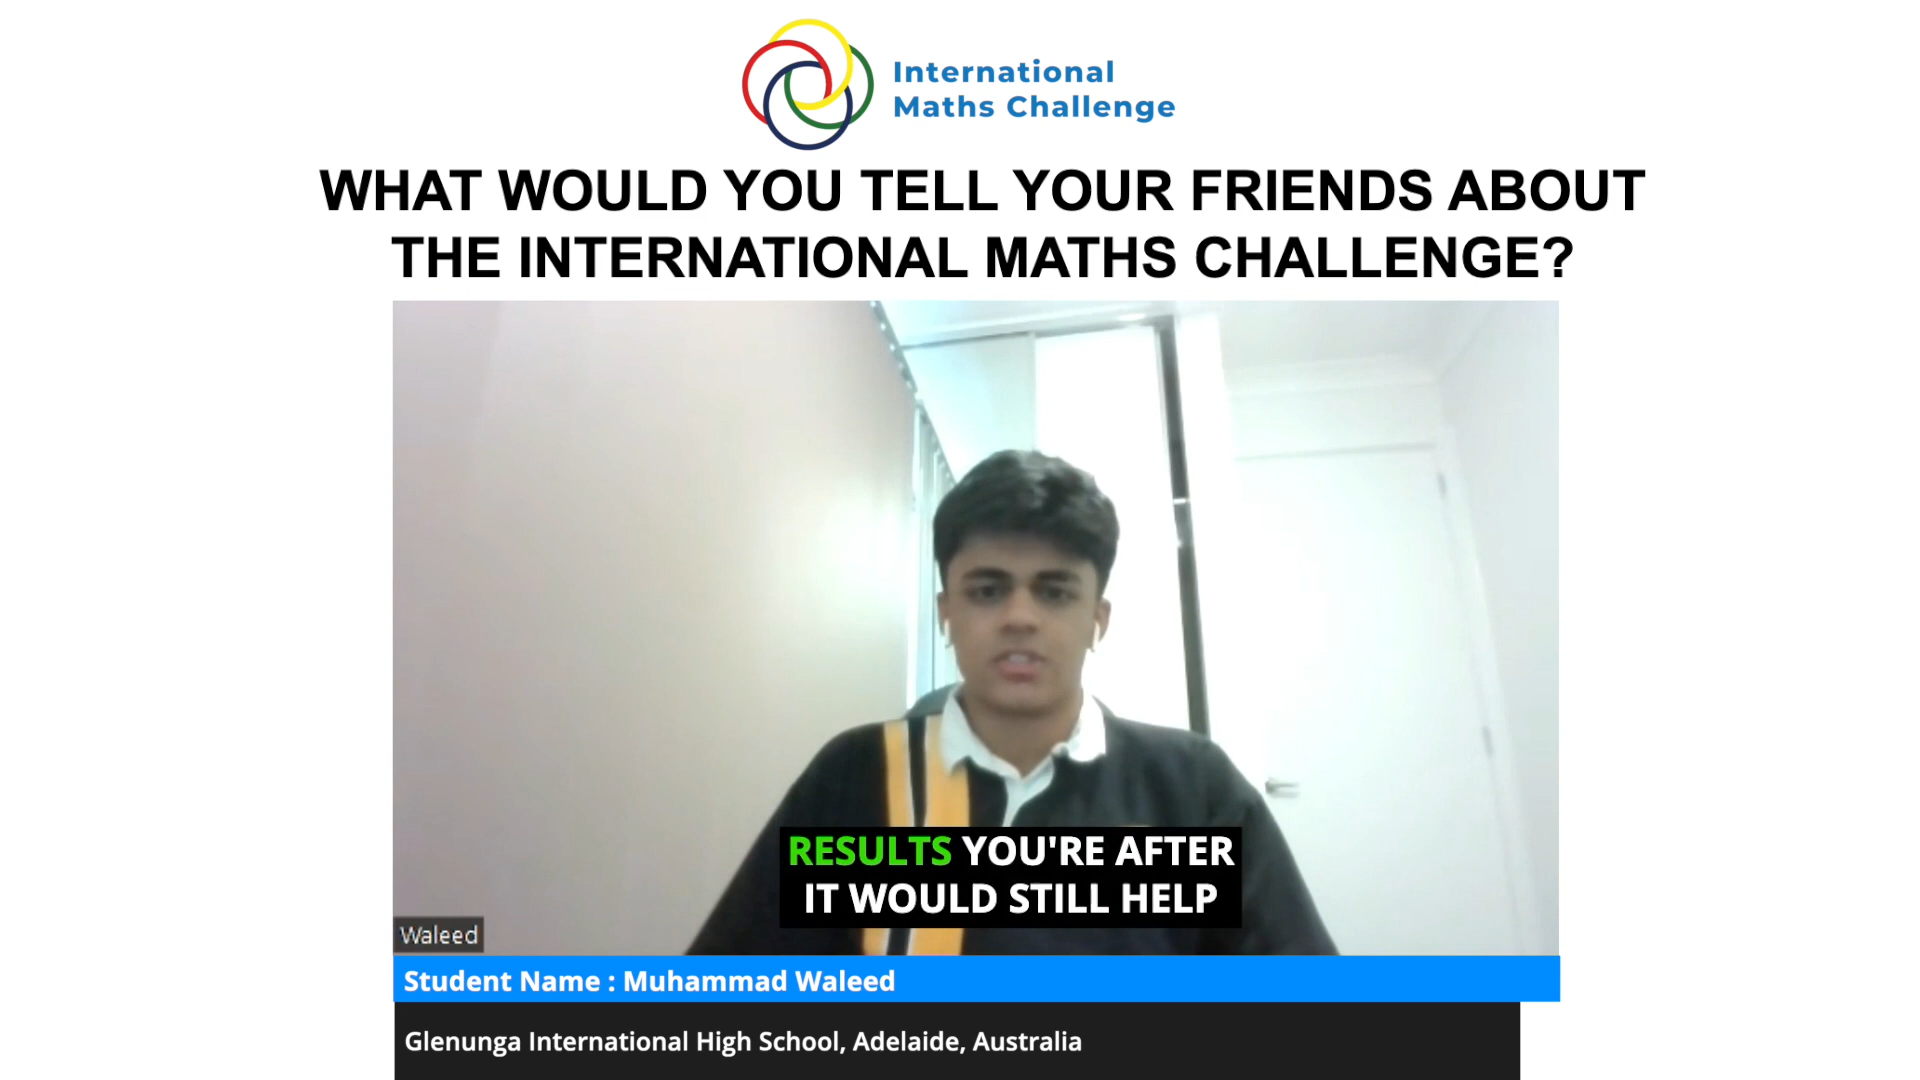 International
Maths Challenge
WHAT WOULD YOU TELL YOUR FRIENDS ABOUT
THE INTERNATIONAL MATHS CHALLENGE?
RESULTS YOU'RE AFTER
IT WOULD STILL HELP
Waleed
Student Name : Muhammad Waleed
Glenunga International High School, Adelaide, Australia